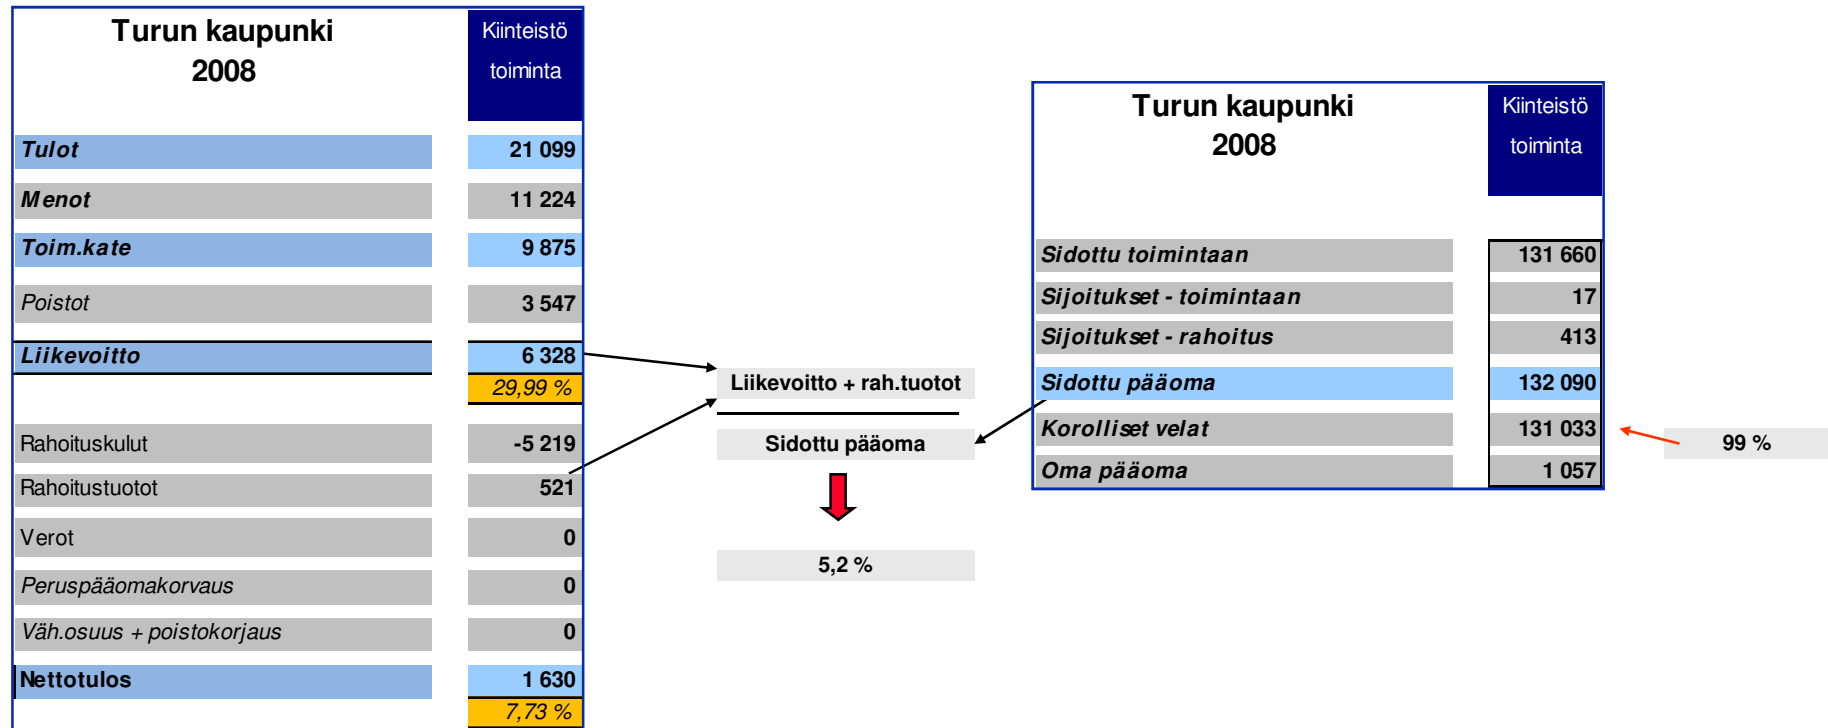 Turun kaupunki
2008
Kiinteistö
toiminta
Tulot 21 099
Menot 11 224
Toim.kate 9 875
Poistot 3 547
Liikevoitto 6 328
29,99 %
Rahoituskulut -5 219
Rahoitustuotot 521
Verot 0
Peruspääomakorvaus 0
Väh.osuus + poistokorjaus 0
Nettotulos 1 630
7,73 %
Liikevoitto + rah.tuotot
Sidottu pääoma
5,2 %
Turun kaupunki
2008
Kiinteistö
toiminta
Sidottu toimintaan 131 660
Sijoitukset - toimintaan 17
Sijoitukset - rahoitus 413
Sidottu pääoma 132 090
Korolliset velat 131 033
Oma pääoma 1 057
99 %